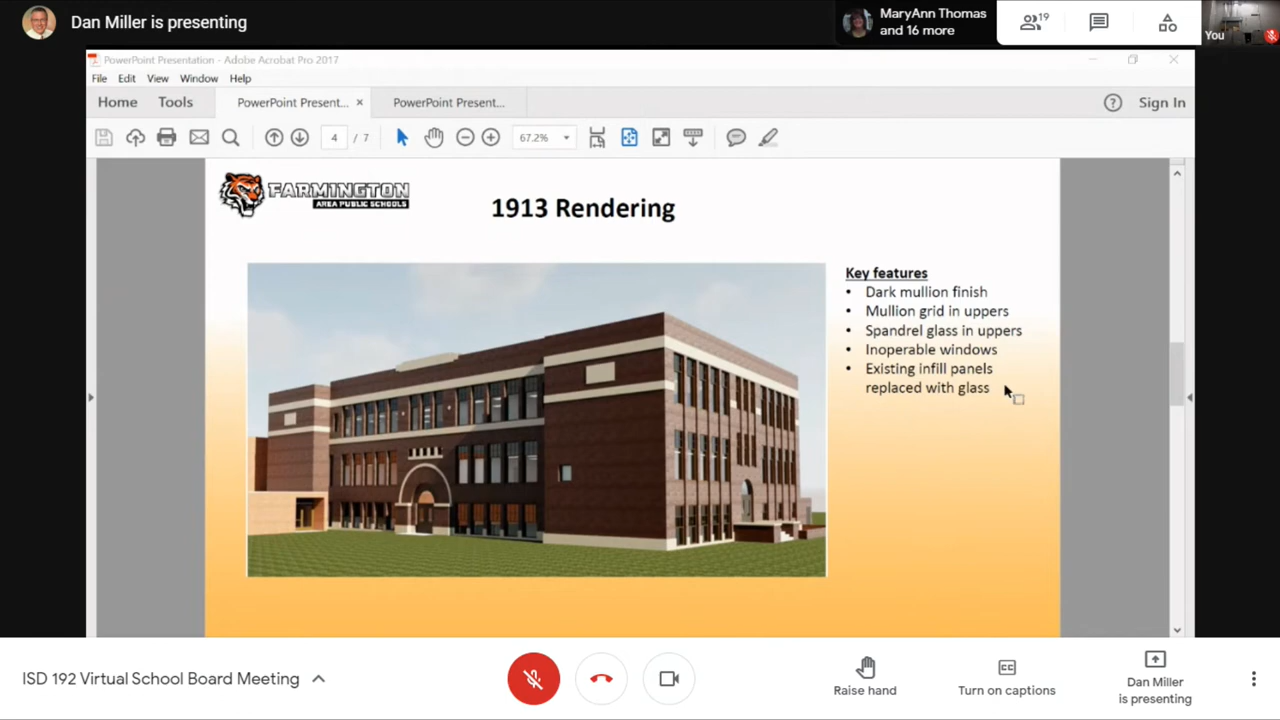 Dan Miller is presenting
MaryAnn Thomas
and 16 more
19
You
PowerPoint Presentation - Adobe Acrobat Pro 2017
File Edit View Window Help
Home Tools PowerPoint Present... × PowerPoint Present... Sign In
4 / 7 67.2%
FARMINGTON
AREA PUBLIC SCHOOLS
1913 Rendering
Key features
• Dark mullion finish
• Mullion grid in uppers
• Spandrel glass in uppers
• Inoperable windows
• Existing infill panels
replaced with glass
ISD 192 Virtual School Board Meeting
Raise hand
CC
Turn on captions
Dan Miller
is presenting